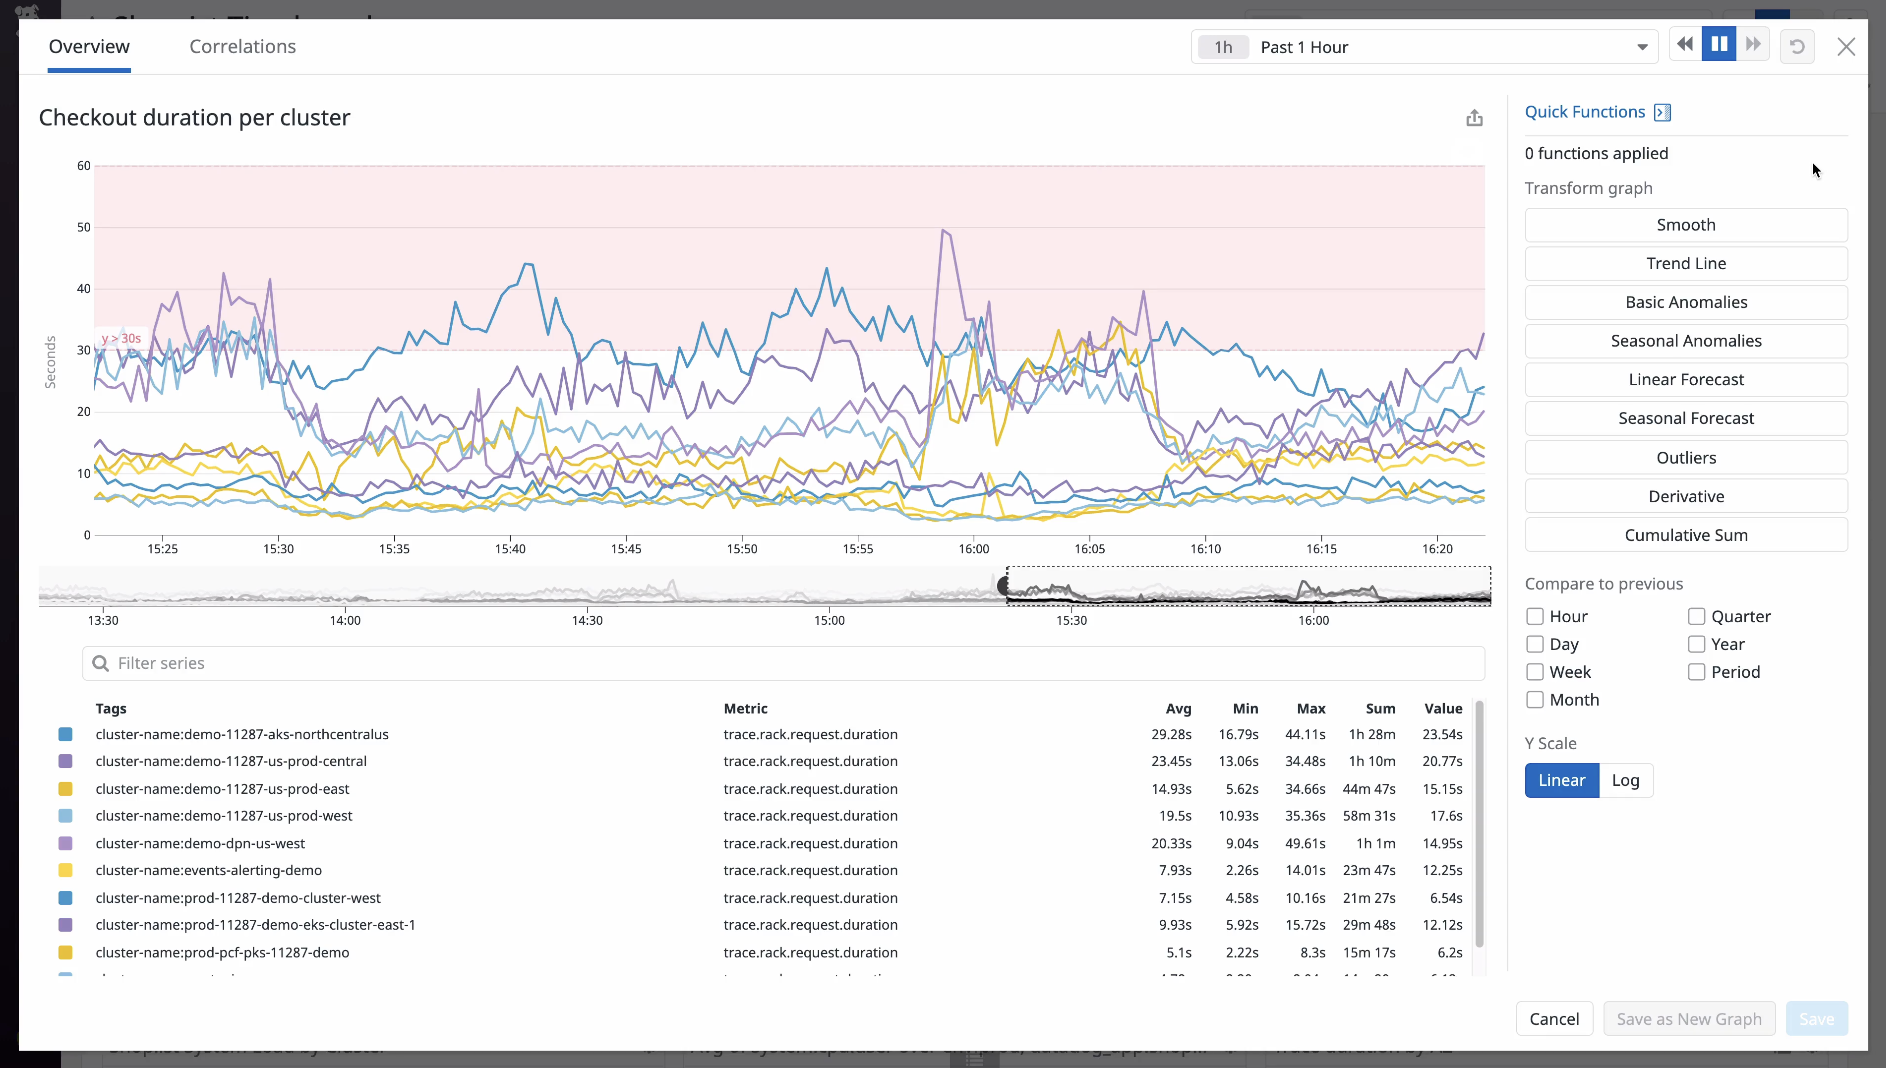 Overview
Correlations
1h Past 1 Hour
Checkout duration per cluster
60
50
40
30
20
10
0
Seconds
y > 30s
15:25 15:30 15:35 15:40 15:45 15:50 15:55 16:00 16:05 16:10 16:15 16:20
13:30 14:00 14:30 15:00 15:30 16:00
Filter series
Tags Metric Avg Min Max Sum Value
cluster-name:demo-11287-aks-northcentralus trace.rack.request.duration 29.28s 16.79s 44.11s 1h 28m 23.54s
cluster-name:demo-11287-us-prod-central trace.rack.request.duration 23.45s 13.06s 34.48s 1h 10m 20.77s
cluster-name:demo-11287-us-prod-east trace.rack.request.duration 14.93s 5.62s 34.66s 44m 47s 15.15s
cluster-name:demo-11287-us-prod-west trace.rack.request.duration 19.5s 10.93s 35.36s 58m 31s 17.6s
cluster-name:demo-dpn-us-west trace.rack.request.duration 20.33s 9.04s 49.61s 1h 1m 14.95s
cluster-name:events-alerting-demo trace.rack.request.duration 7.93s 2.26s 14.01s 23m 47s 12.25s
cluster-name:prod-11287-demo-cluster-west trace.rack.request.duration 7.15s 4.58s 10.16s 21m 27s 6.54s
cluster-name:prod-11287-demo-eks-cluster-east-1 trace.rack.request.duration 9.93s 5.92s 15.72s 29m 48s 12.12s
cluster-name:prod-pcf-pks-11287-demo trace.rack.request.duration 5.1s 2.22s 8.3s 15m 17s 6.2s
Quick Functions
0 functions applied
Transform graph
Smooth
Trend Line
Basic Anomalies
Seasonal Anomalies
Linear Forecast
Seasonal Forecast
Outliers
Derivative
Cumulative Sum
Compare to previous
Hour Quarter
Day Year
Week Period
Month
Y Scale
Linear Log
Cancel Save as New Graph Save